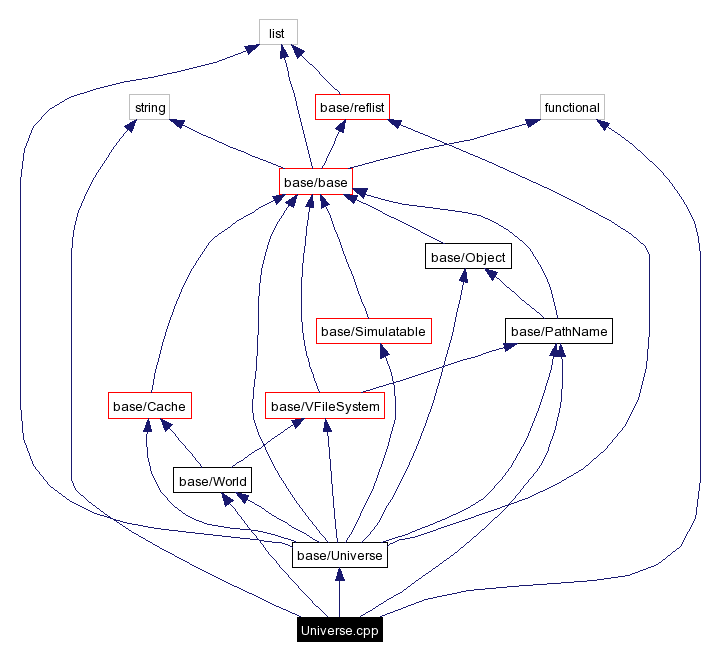 list
string
base/reflist
functional
base/base
base/Object
base/Simulatable
base/PathName
base/Cache
base/VFileSystem
base/World
base/Universe
Universe.cpp